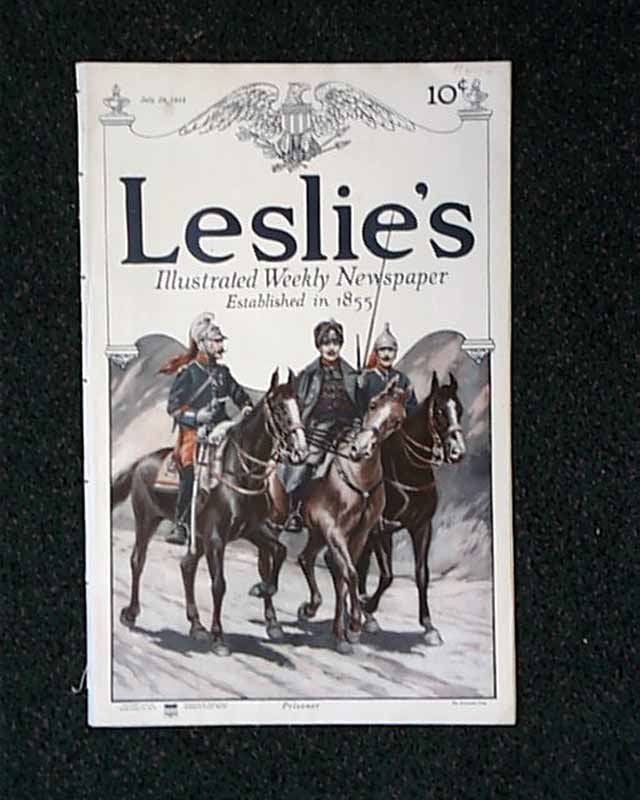 10¢
Leslie's
Illustrated Weekly Newspaper
Established in 1855
Prisoner